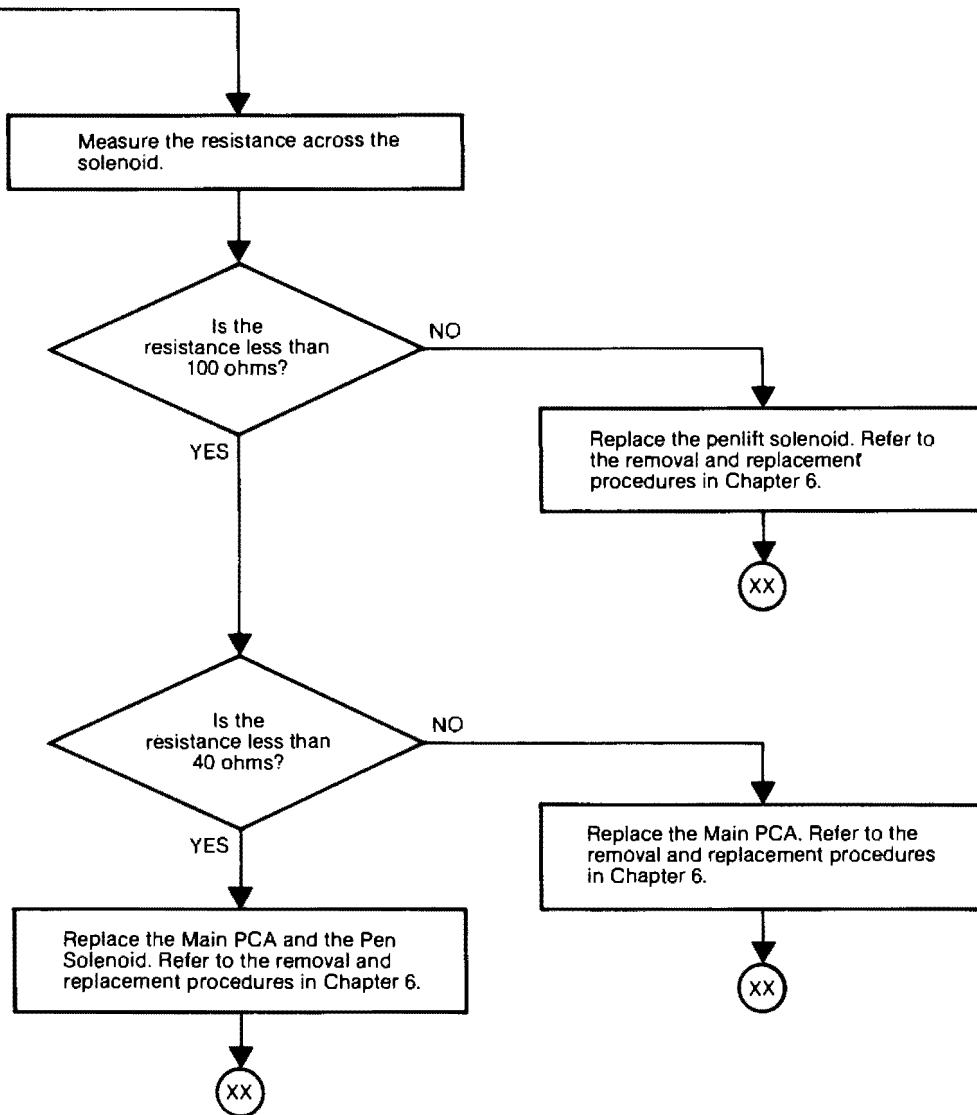 Measure the resistance across the
solenoid.
Is the
resistance less than
100 ohms?
NO
YES
Replace the penlift solenoid. Refer to
the removal and replacement
procedures in Chapter 6.
XX
Is the
resistance less than
40 ohms?
NO
YES
Replace the Main PCA. Refer to the
removal and replacement procedures
in Chapter 6.
XX
Replace the Main PCA and the Pen
Solenoid. Refer to the removal and
replacement procedures in Chapter 6.
XX